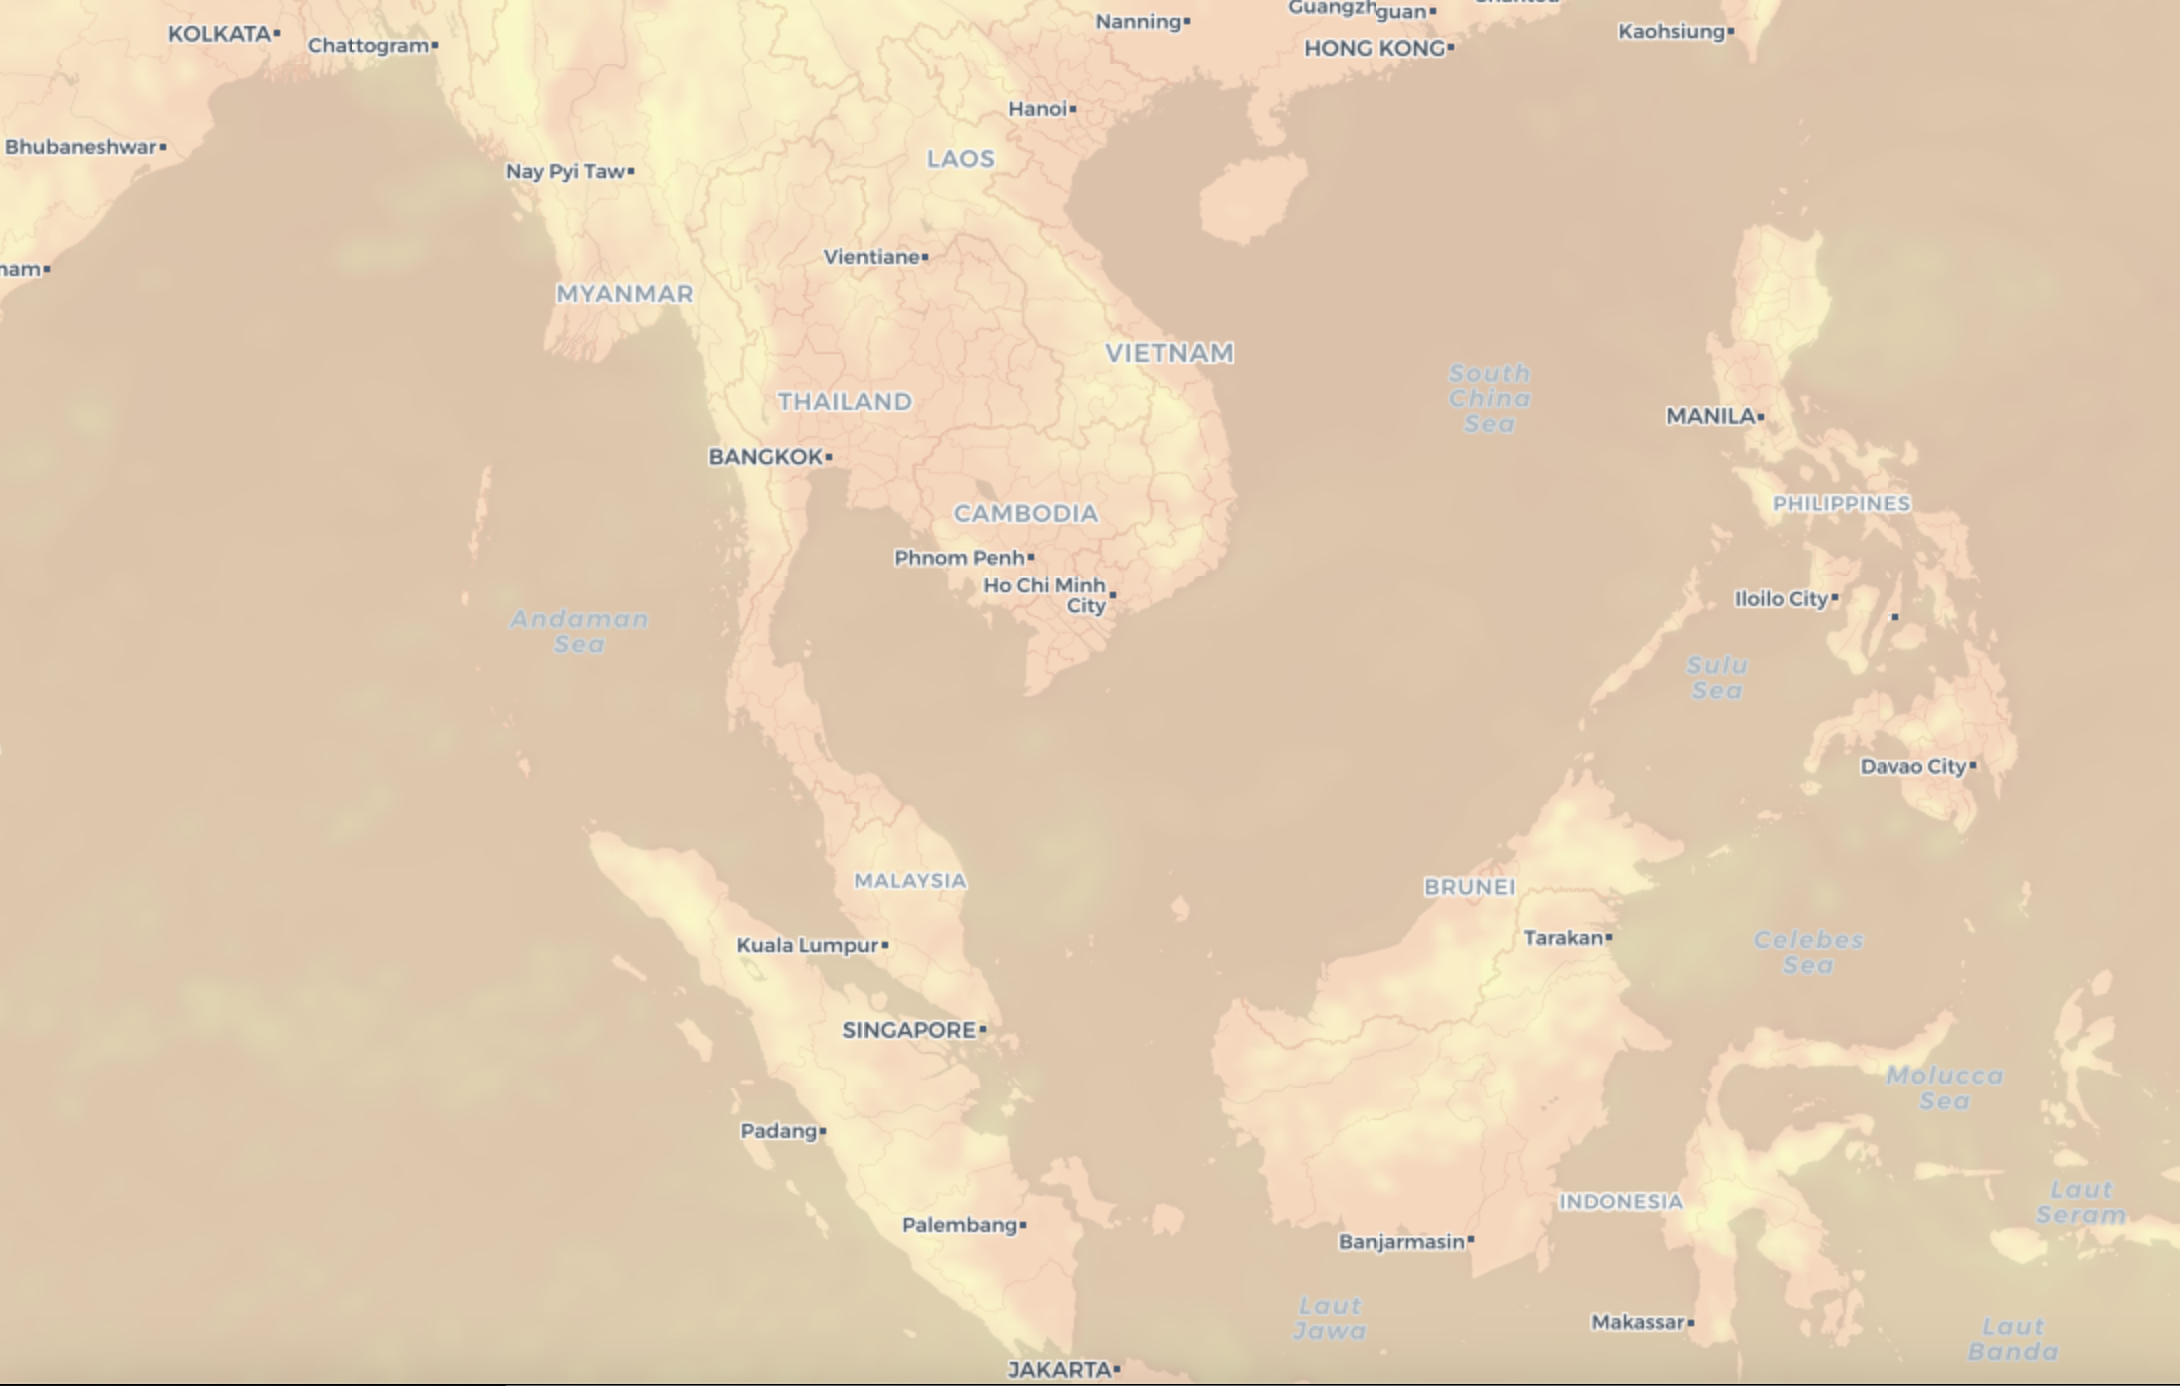 Guangzh
guan
Nanning
Kaohsiung
KOLKATA
Chattogram
HONG KONG
Hanoi
Bhubaneshwar
LAOS
Nay Pyi Taw
Vientiane
nam
MYANMAR
VIETNAM
South
China
Sea
THAILAND
MANILA
BANGKOK
PHILIPPINES
CAMBODIA
Phnom Penh
Ho Chi Minh
City
Iloilo City
Andaman
Sea
Sulu
Sea
Davao City
MALAYSIA
BRUNEI
Kuala Lumpur
Tarakan
Celebes
Sea
SINGAPORE
Molucca
Sea
Padang
INDONESIA
Laut
Seram
Palembang
Banjarmasin
Laut
Jawa
Makassar
Laut
Banda
JAKARTA